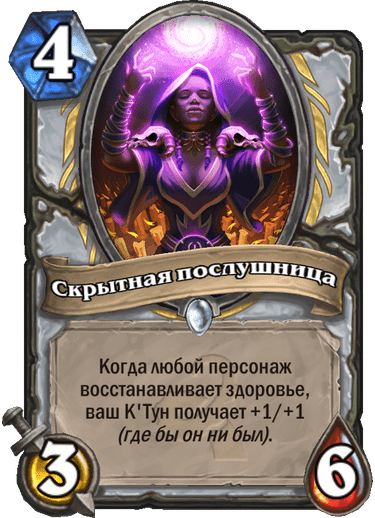 4
Скрытная послушница
Когда любой персонаж
восстанавливает здоровье,
ваш К'Тун получает +1/+1
(где бы он ни был).
3
6